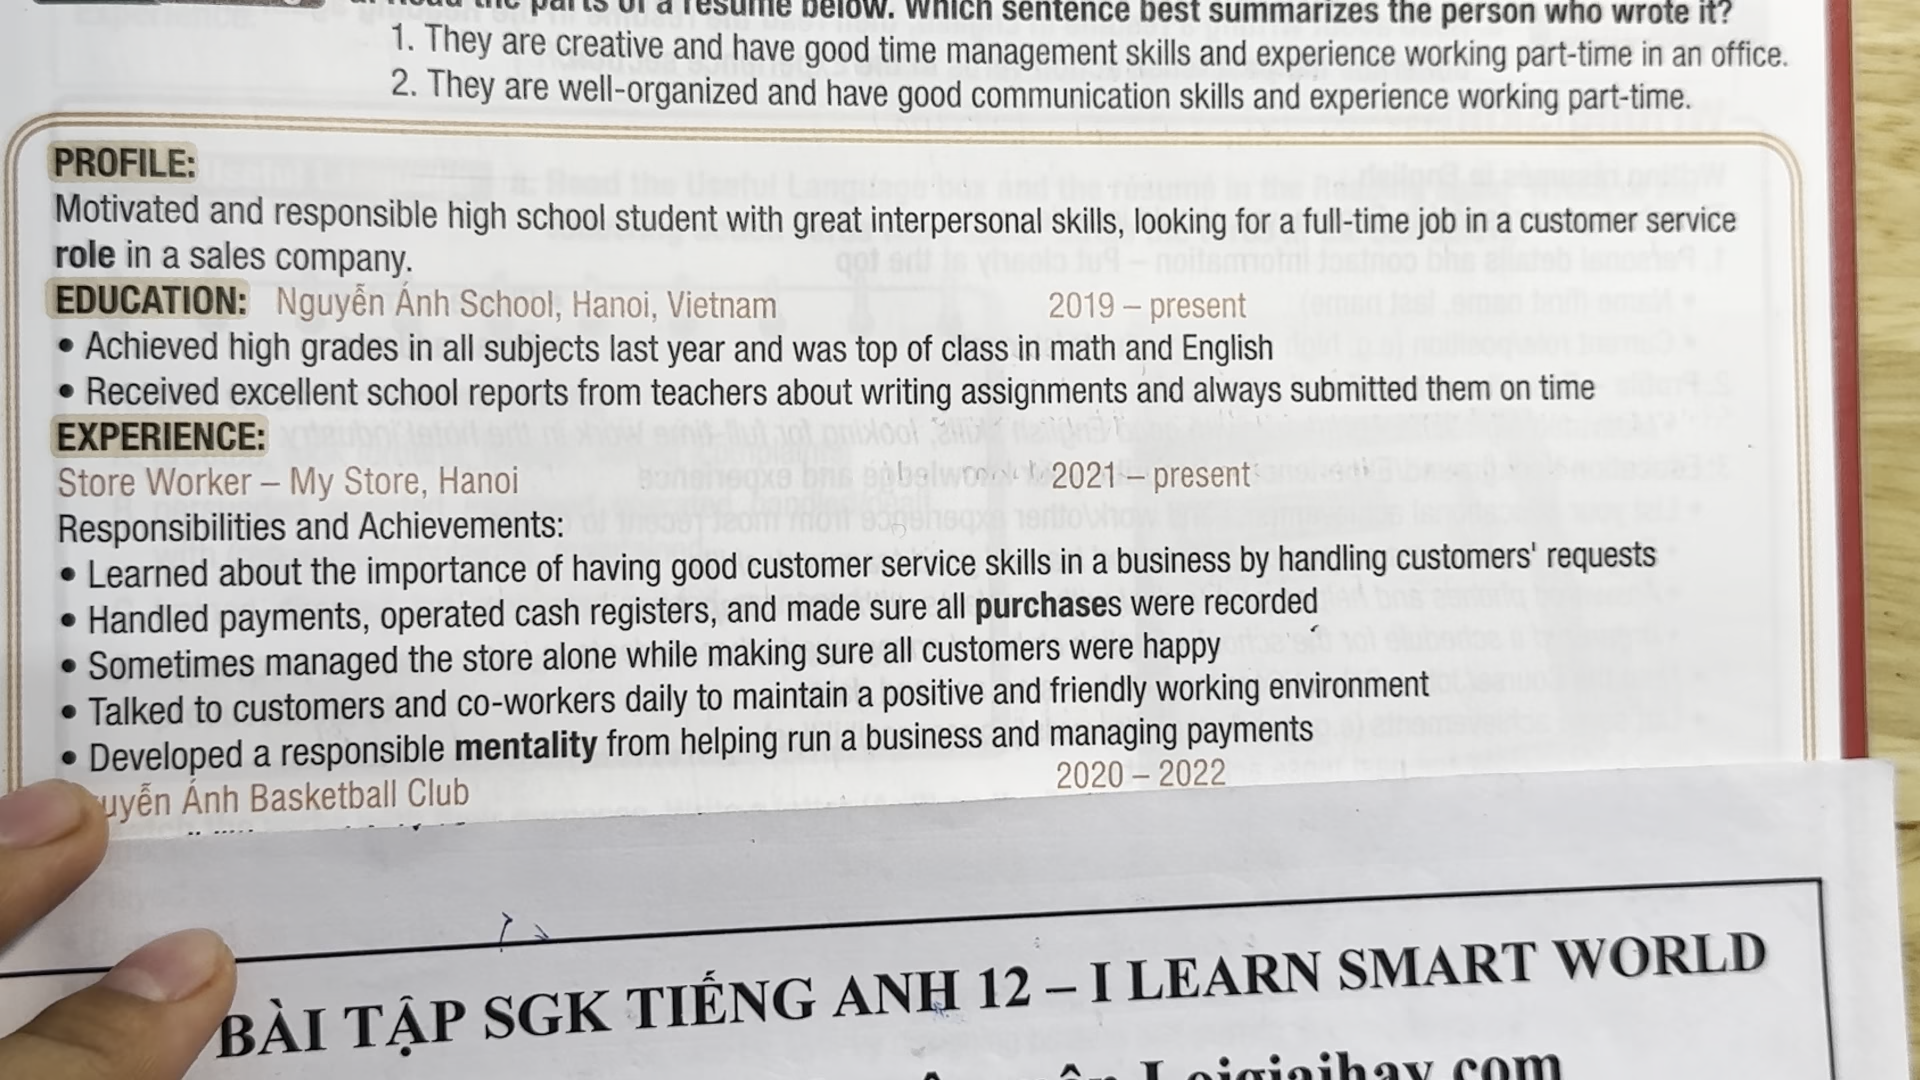 the parts of a résumé below. Which sentence best summarizes the person who wrote it?
1. They are creative and have good time management skills and experience working part-time in an office.
2. They are well-organized and have good communication skills and experience working part-time.
PROFILE:
Motivated and responsible high school student with great interpersonal skills, looking for a full-time job in a customer service
role in a sales company.
EDUCATION: Nguyễn Ánh School, Hanoi, Vietnam 2019 – present
• Achieved high grades in all subjects last year and was top of class in math and English
• Received excellent school reports from teachers about writing assignments and always submitted them on time
EXPERIENCE:
Store Worker – My Store, Hanoi 2021 – present
Responsibilities and Achievements:
• Learned about the importance of having good customer service skills in a business by handling customers' requests
• Handled payments, operated cash registers, and made sure all purchases were recorded
• Sometimes managed the store alone while making sure all customers were happy
• Talked to customers and co-workers daily to maintain a positive and friendly working environment
• Developed a responsible mentality from helping run a business and managing payments
uyễn Ánh Basketball Club 2020 – 2022
BÀI TẬP SGK TIẾNG ANH 12 – I LEARN SMART WORLD
Loigiaihay.com